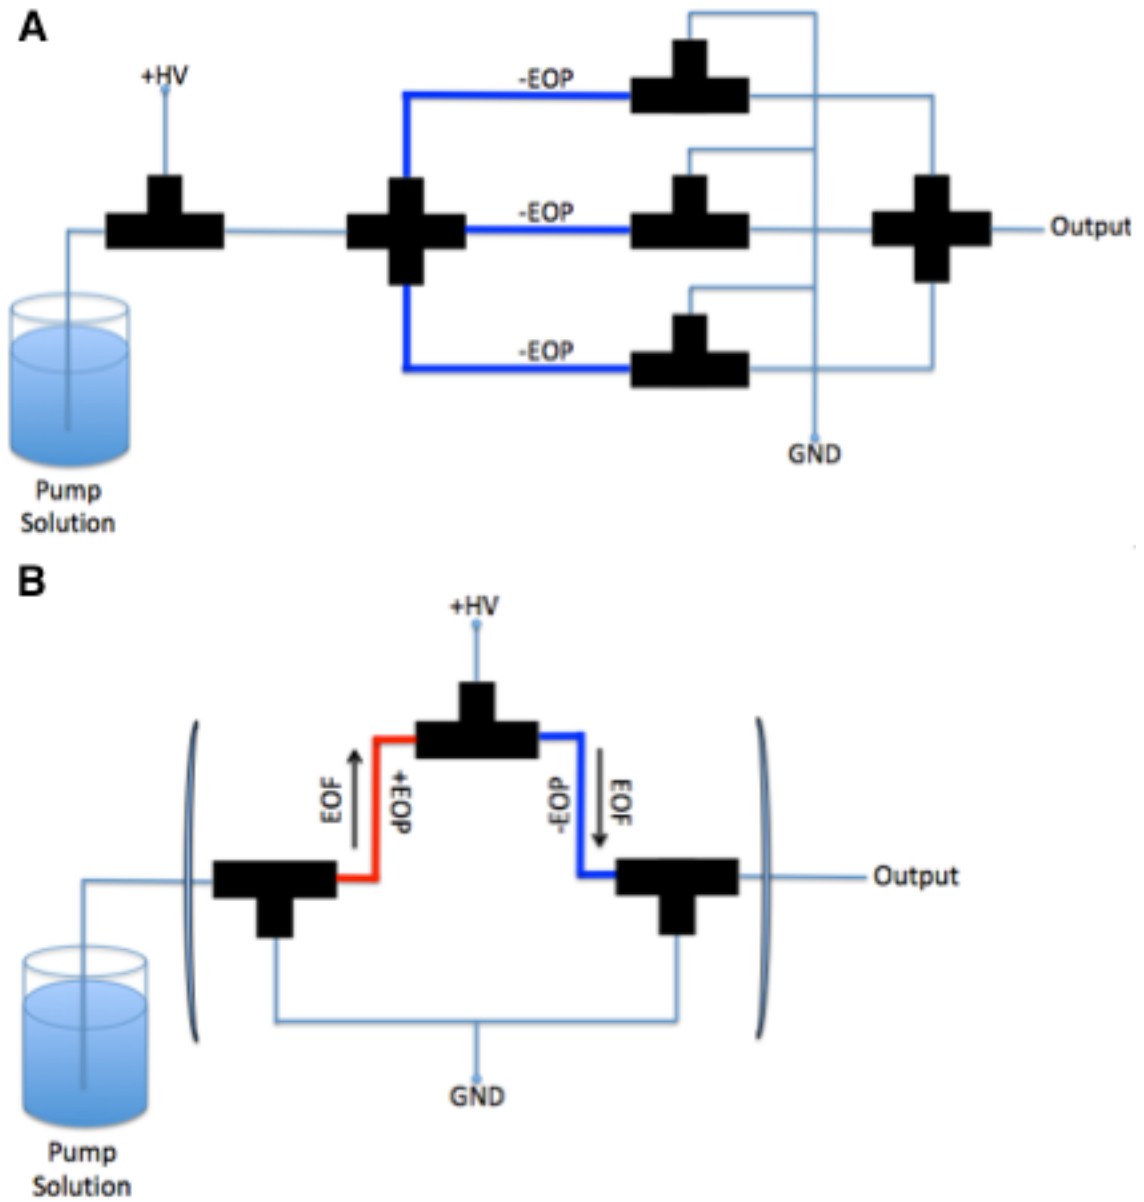 A
+HV
-EOP
-EOP
-EOP
Output
GND
Pump
Solution
B
+HV
EOF
+EOP
-EOP
EOF
Output
GND
Pump
Solution